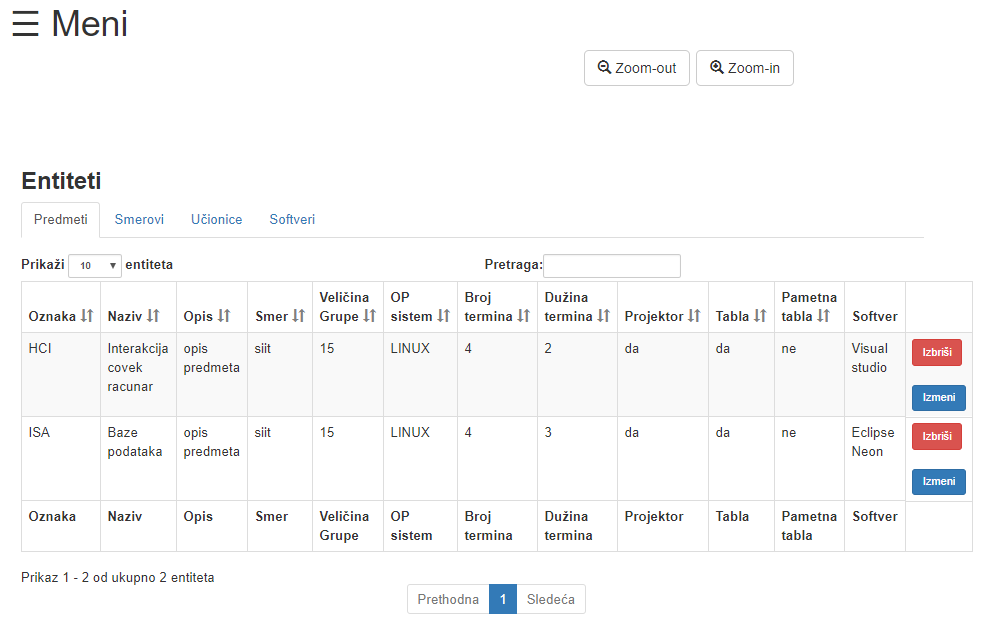 ☰ Meni
Zoom-out Zoom-in
Entiteti
Predmeti Smerovi Učionice Softveri
Prikaži 10 entiteta Pretraga:
Oznaka Naziv Opis Smer Veličina Grupe OP sistem Broj termina Dužina termina Projektor Tabla Pametna tabla Softver
HCI Interakcija covek racunar opis predmeta siit 15 LINUX 4 2 da da ne Visual studio Izbriši Izmeni
ISA Baze podataka opis predmeta siit 15 LINUX 4 3 da da ne Eclipse Neon Izbriši Izmeni
Oznaka Naziv Opis Smer Veličina Grupe OP sistem Broj termina Dužina termina Projektor Tabla Pametna tabla Softver
Prikaz 1 - 2 od ukupno 2 entiteta
Prethodna 1 Sledeća